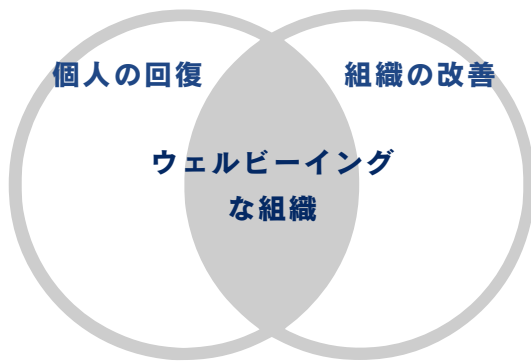 個人の回復
組織の改善
ウェルビーイング
な組織